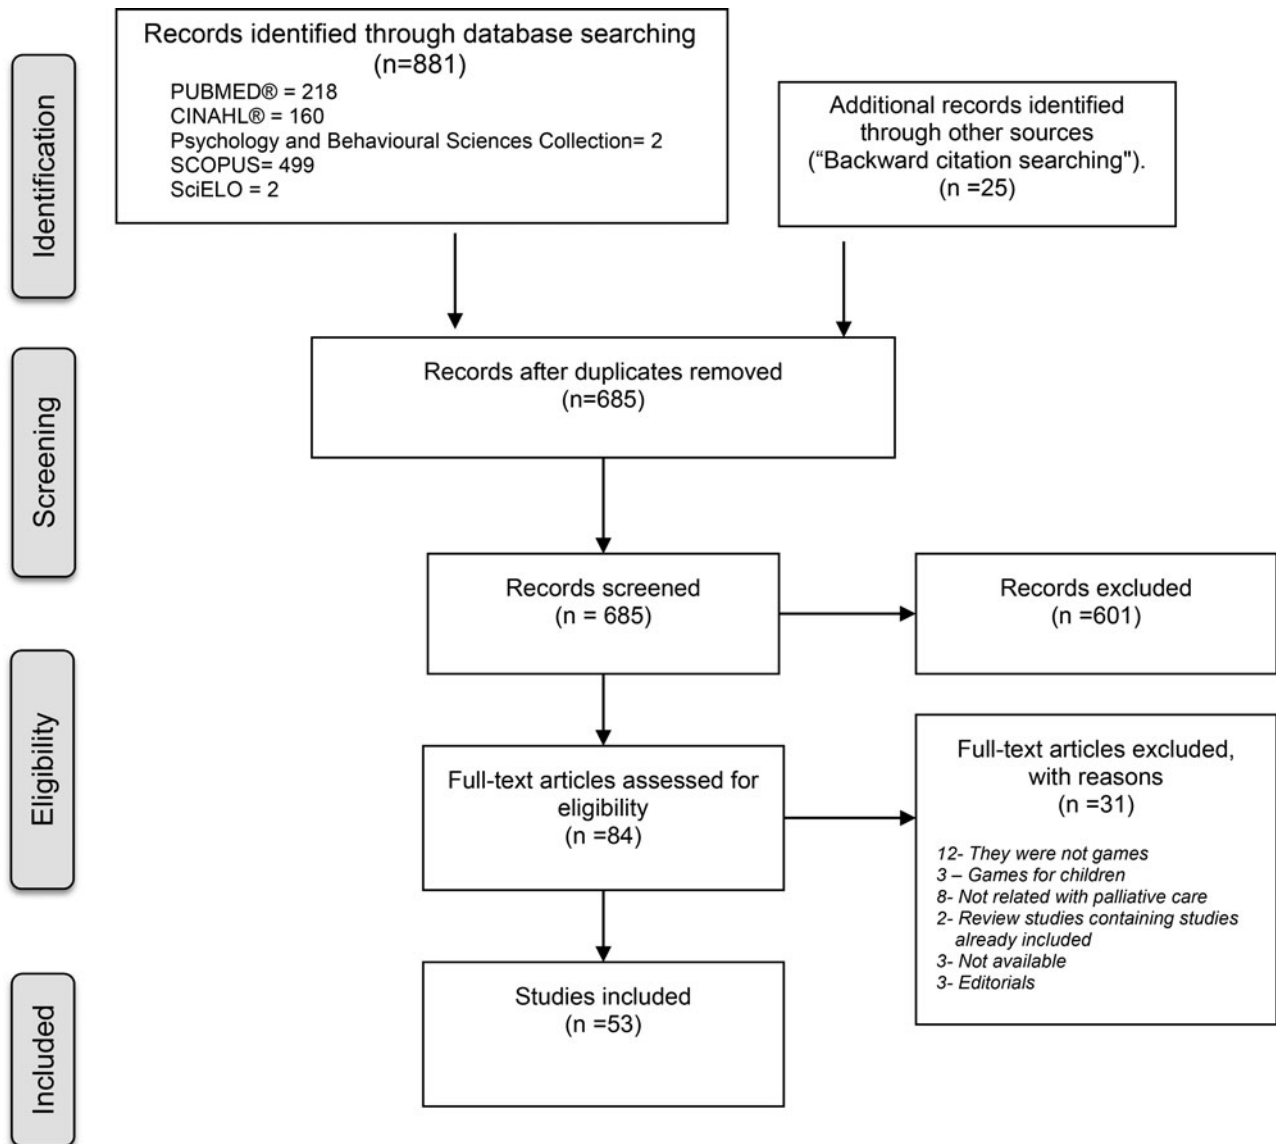 Identification
Records identified through database searching
(n=881)
PUBMED® = 218
CINAHL® = 160
Psychology and Behavioural Sciences Collection= 2
SCOPUS= 499
SciELO = 2
Additional records identified
through other sources
(“Backward citation searching").
(n =25)
Screening
Records after duplicates removed
(n=685)
Records screened
(n = 685)
Records excluded
(n =601)
Eligibility
Full-text articles assessed for
eligibility
(n =84)
Full-text articles excluded,
with reasons
(n =31)
12- They were not games
3 – Games for children
8- Not related with palliative care
2- Review studies containing studies
already included
3- Not available
3- Editorials
Included
Studies included
(n =53)